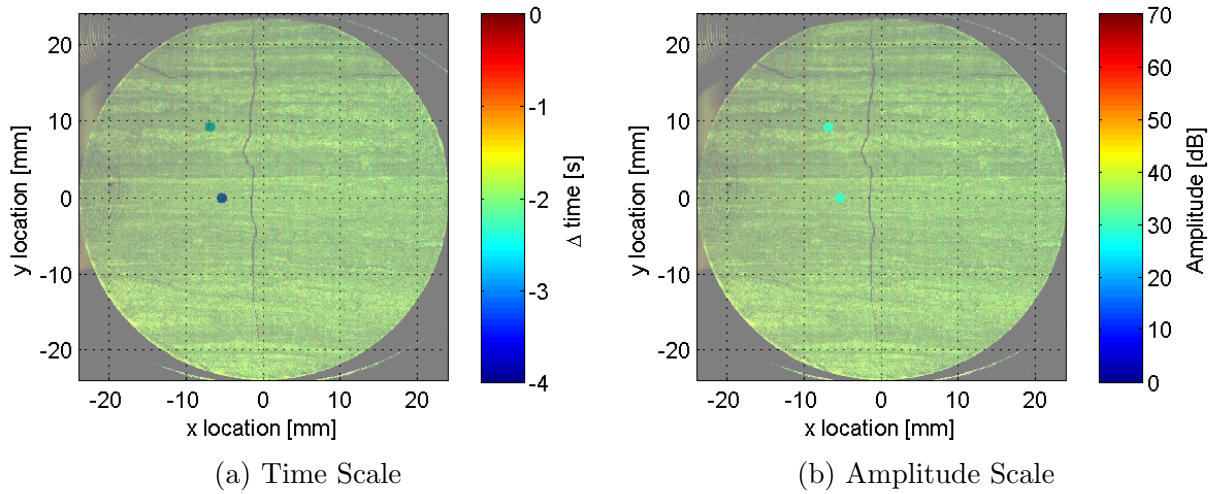 20
10
0
-10
-20
y location [mm]
-20 -10 0 10 20
x location [mm]
0
-1
-2
-3
-4
Δ time [s]
(a) Time Scale
20
10
0
-10
-20
y location [mm]
-20 -10 0 10 20
x location [mm]
70
60
50
40
30
20
10
0
Amplitude [dB]
(b) Amplitude Scale